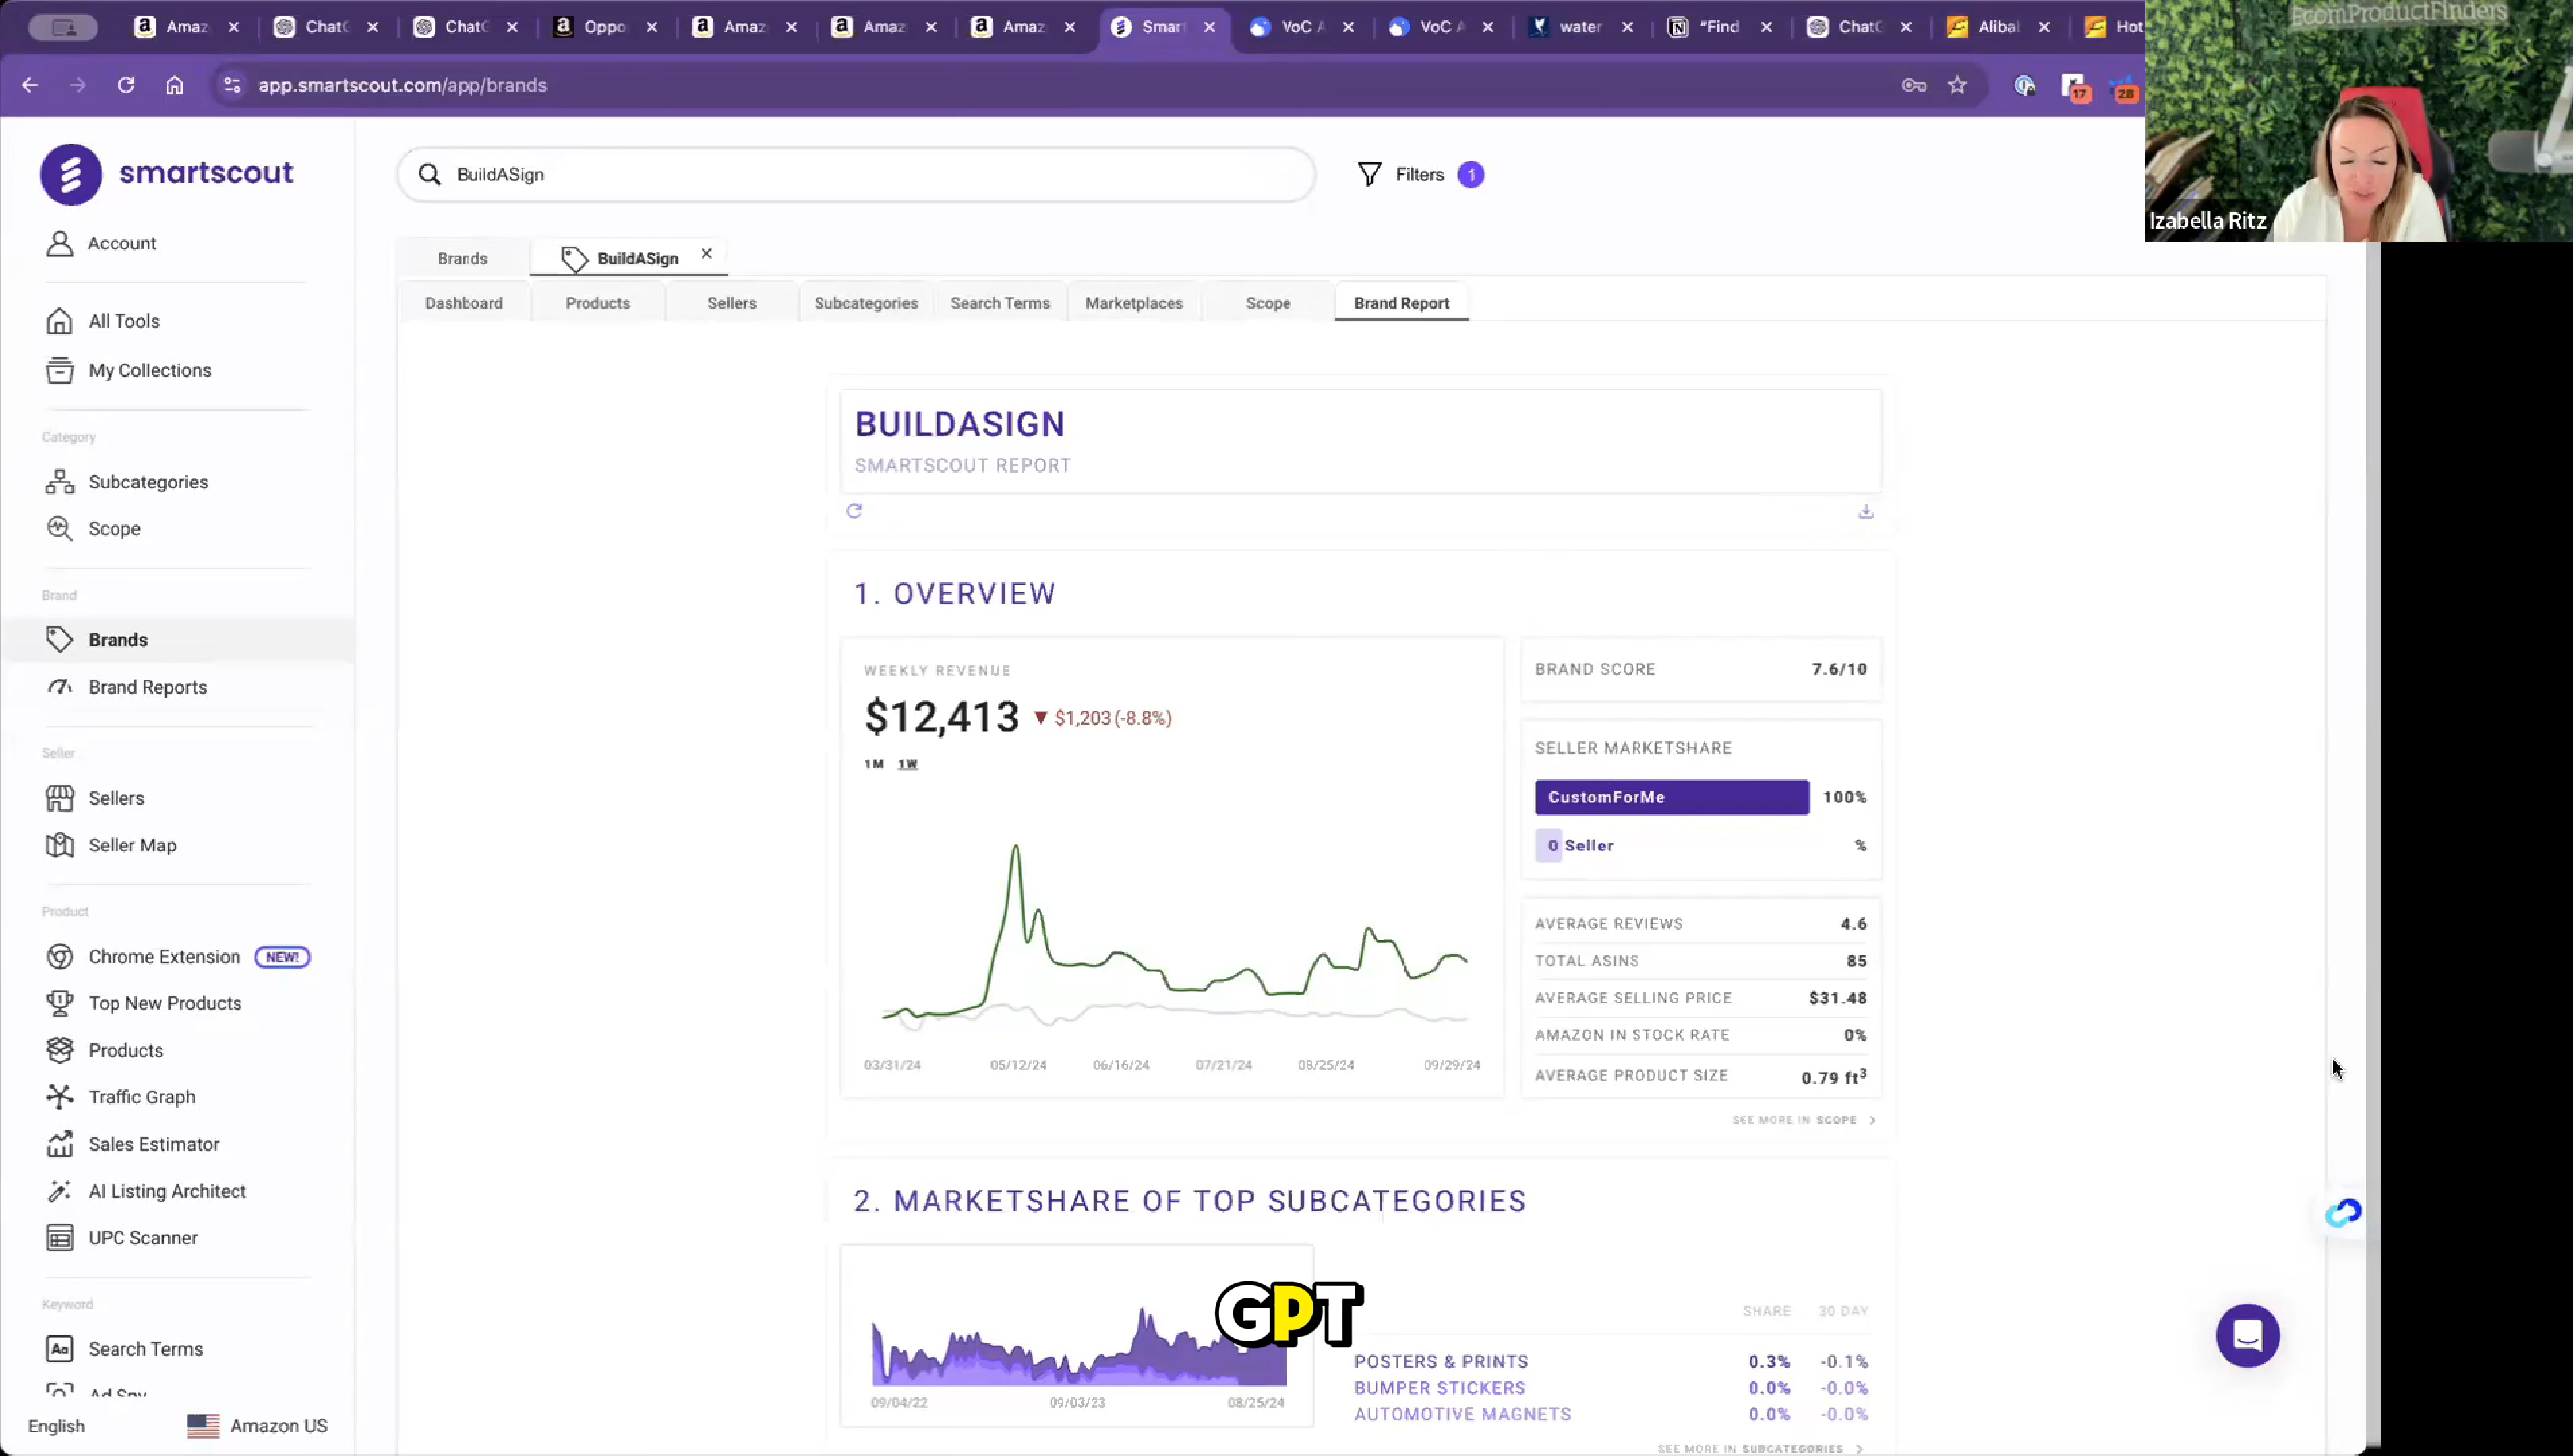 Amaz
ChatG
ChatG
Oppo
Amaz
Amaz
Amaz
Smart
VoC A
VoC A
water
"Find
ChatG
Alibal
Hot
EcomProductFinders
app.smartscout.com/app/brands
17
28
Izabella Ritz
smartscout
BuildASign
Filters 1
Account
Brands
BuildASign
Dashboard
Products
Sellers
Subcategories
Search Terms
Marketplaces
Scope
Brand Report
All Tools
My Collections
Category
Subcategories
Scope
Brand
Brands
Brand Reports
Seller
Sellers
Seller Map
Product
Chrome Extension NEW!
Top New Products
Products
Traffic Graph
Sales Estimator
AI Listing Architect
UPC Scanner
Keyword
Search Terms
Ad Spy
English
Amazon US
BUILDASIGN
SMARTSCOUT REPORT
1. OVERVIEW
WEEKLY REVENUE
$12,413 ▼ $1,203 (-8.8%)
1M 1W
03/31/24 05/12/24 06/16/24 07/21/24 08/25/24 09/29/24
BRAND SCORE 7.6/10
SELLER MARKETSHARE
CustomForMe 100%
0 Seller %
AVERAGE REVIEWS 4.6
TOTAL ASINS 85
AVERAGE SELLING PRICE $31.48
AMAZON IN STOCK RATE 0%
AVERAGE PRODUCT SIZE 0.79 ft³
SEE MORE IN SCOPE >
2. MARKETSHARE OF TOP SUBCATEGORIES
GPT
09/04/22 09/03/23 08/25/24
SHARE 30 DAY
POSTERS & PRINTS 0.3% -0.1%
BUMPER STICKERS 0.0% -0.0%
AUTOMOTIVE MAGNETS 0.0% -0.0%
SEE MORE IN SUBCATEGORIES >